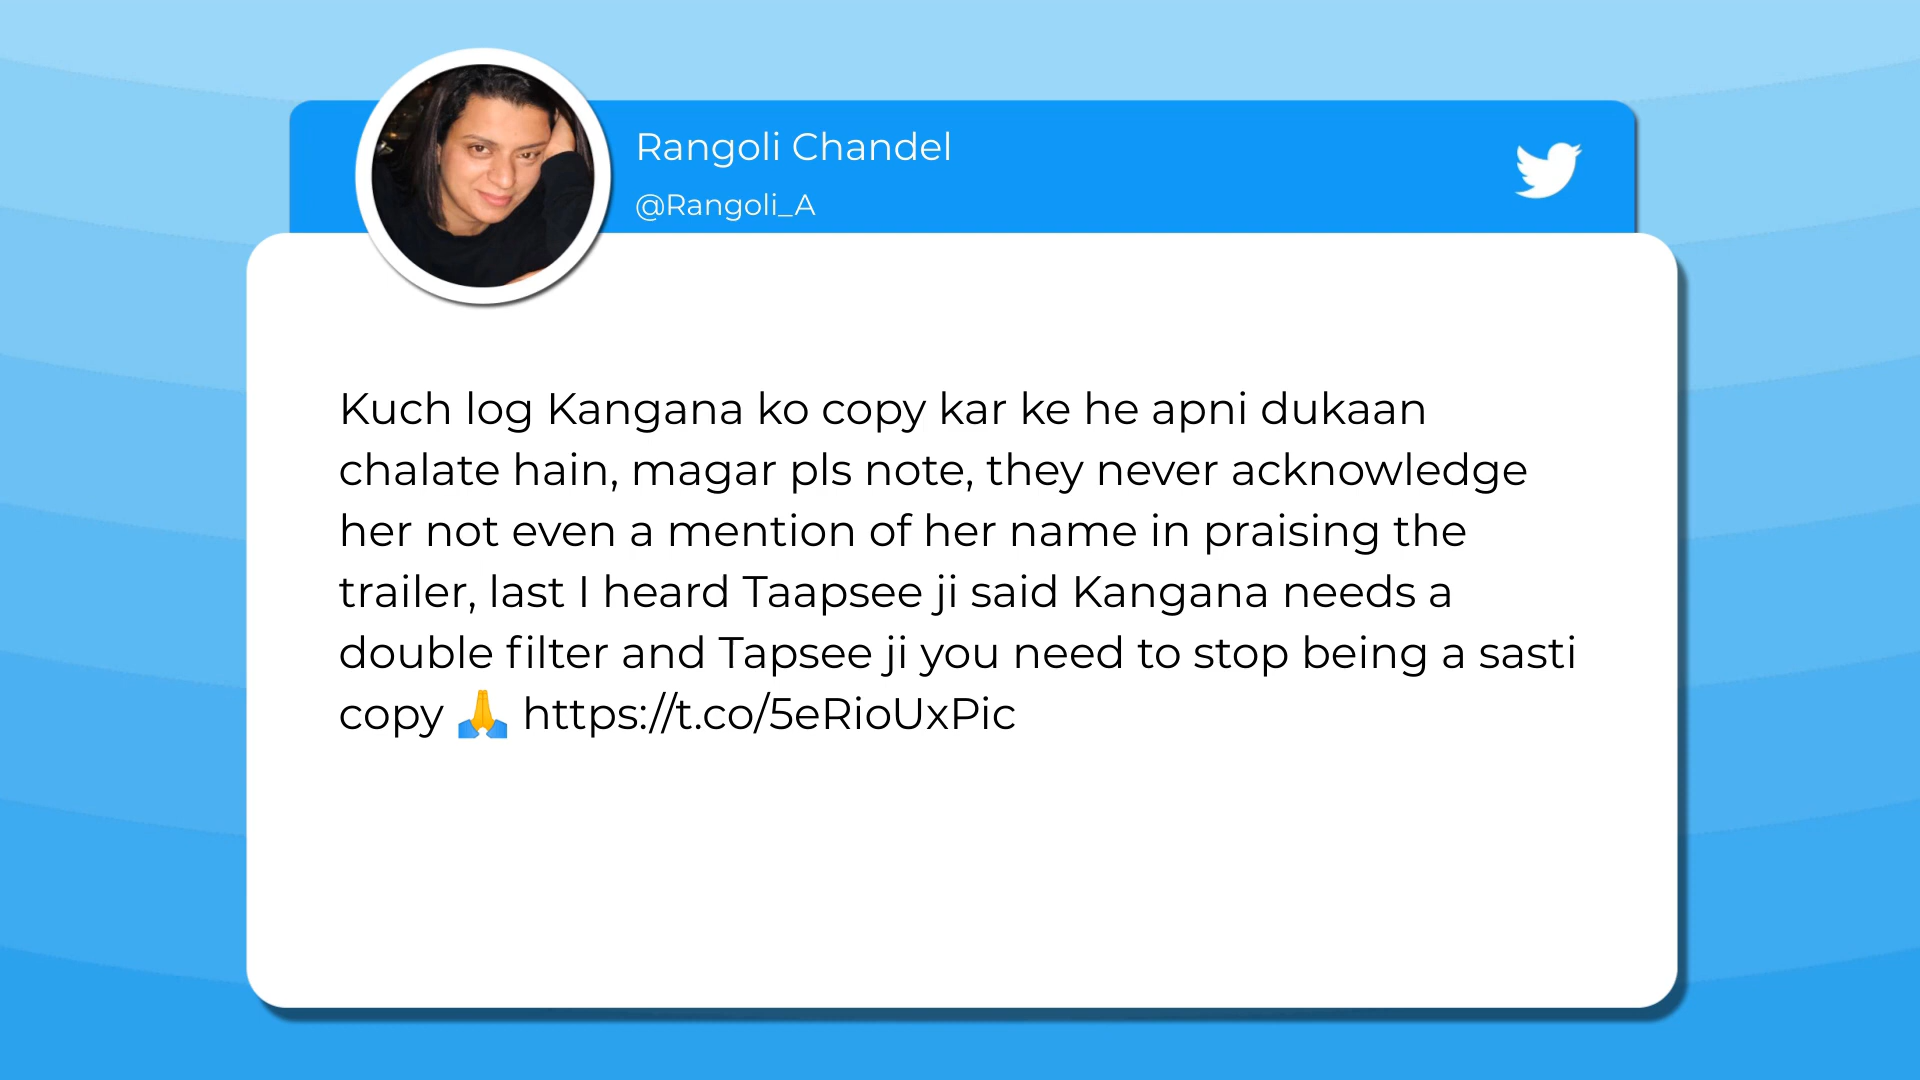 Rangoli Chandel
@Rangoli_A
Kuch log Kangana ko copy kar ke he apni dukaan
chalate hain, magar pls note, they never acknowledge
her not even a mention of her name in praising the
trailer, last I heard Taapsee ji said Kangana needs a
double filter and Tapsee ji you need to stop being a sasti
copy 🙏 https://t.co/5eRioUxPic